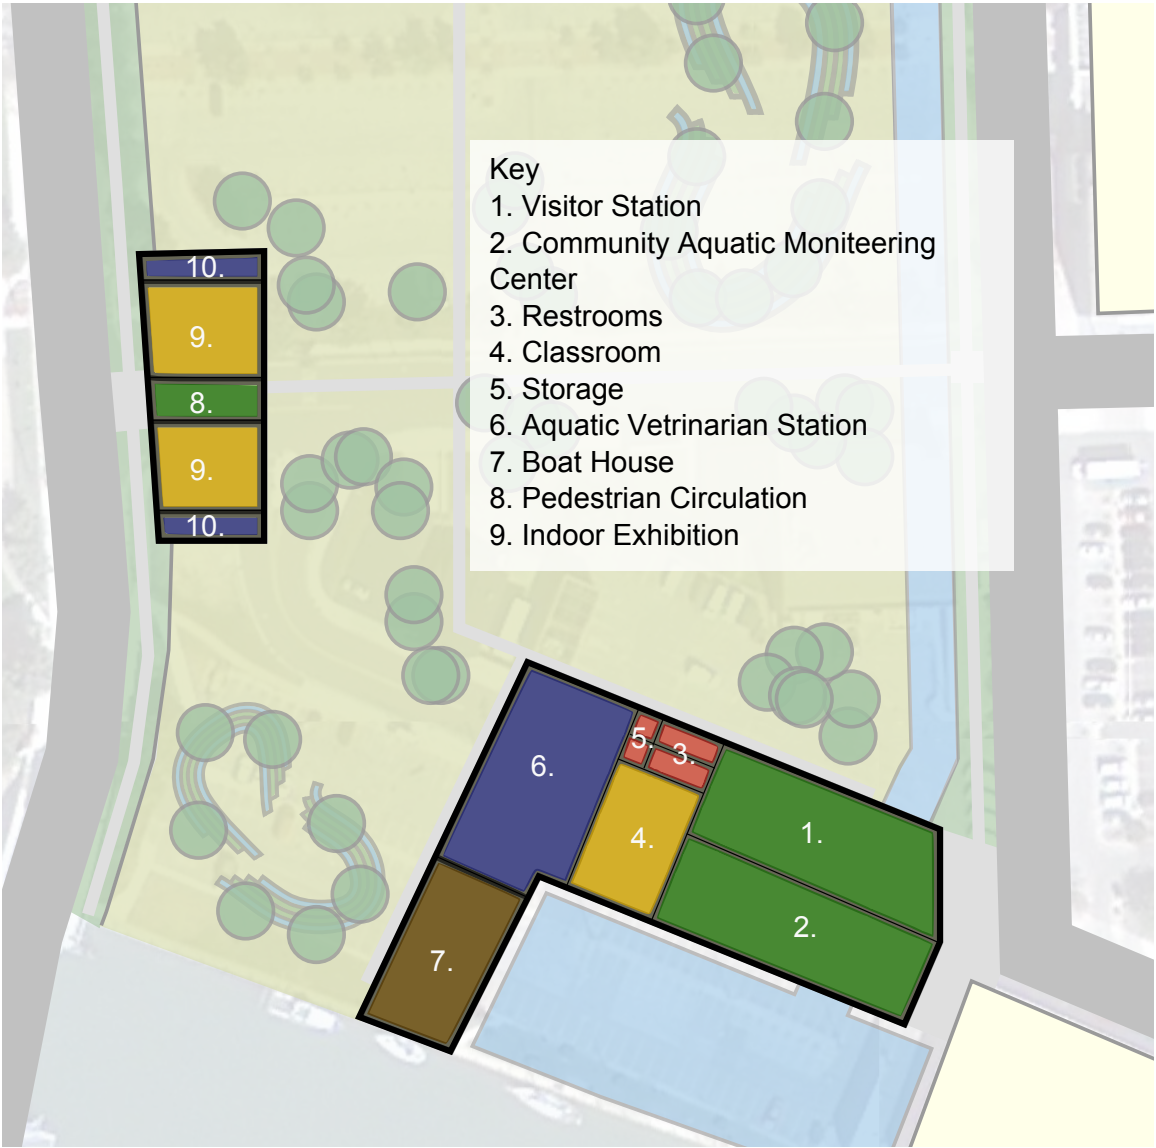 Key
1. Visitor Station
2. Community Aquatic Moniteering
Center
3. Restrooms
4. Classroom
5. Storage
6. Aquatic Vetrinarian Station
7. Boat House
8. Pedestrian Circulation
9. Indoor Exhibition
10.
9.
8.
9.
10.
5.
3.
6.
4.
1.
2.
7.